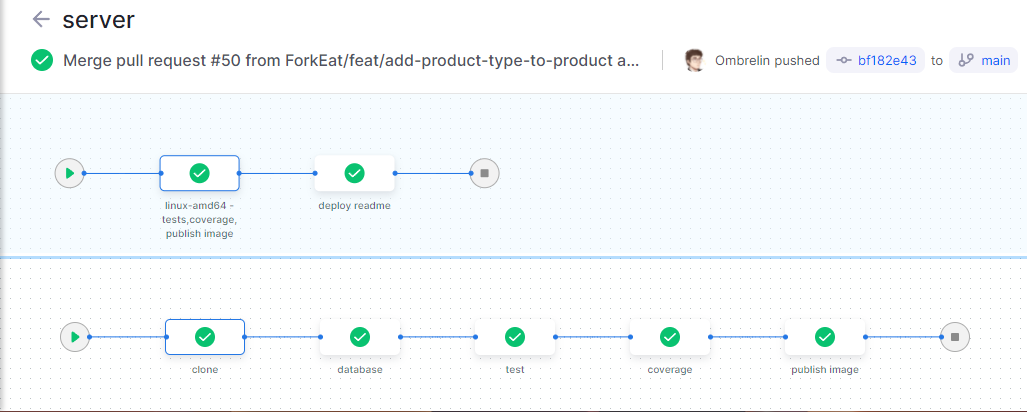 server
Merge pull request #50 from ForkEat/feat/add-product-type-to-product a...
Ombrelin pushed bf182e43 to main
linux-amd64 -
tests,coverage,
publish image
deploy readme
clone
database
test
coverage
publish image